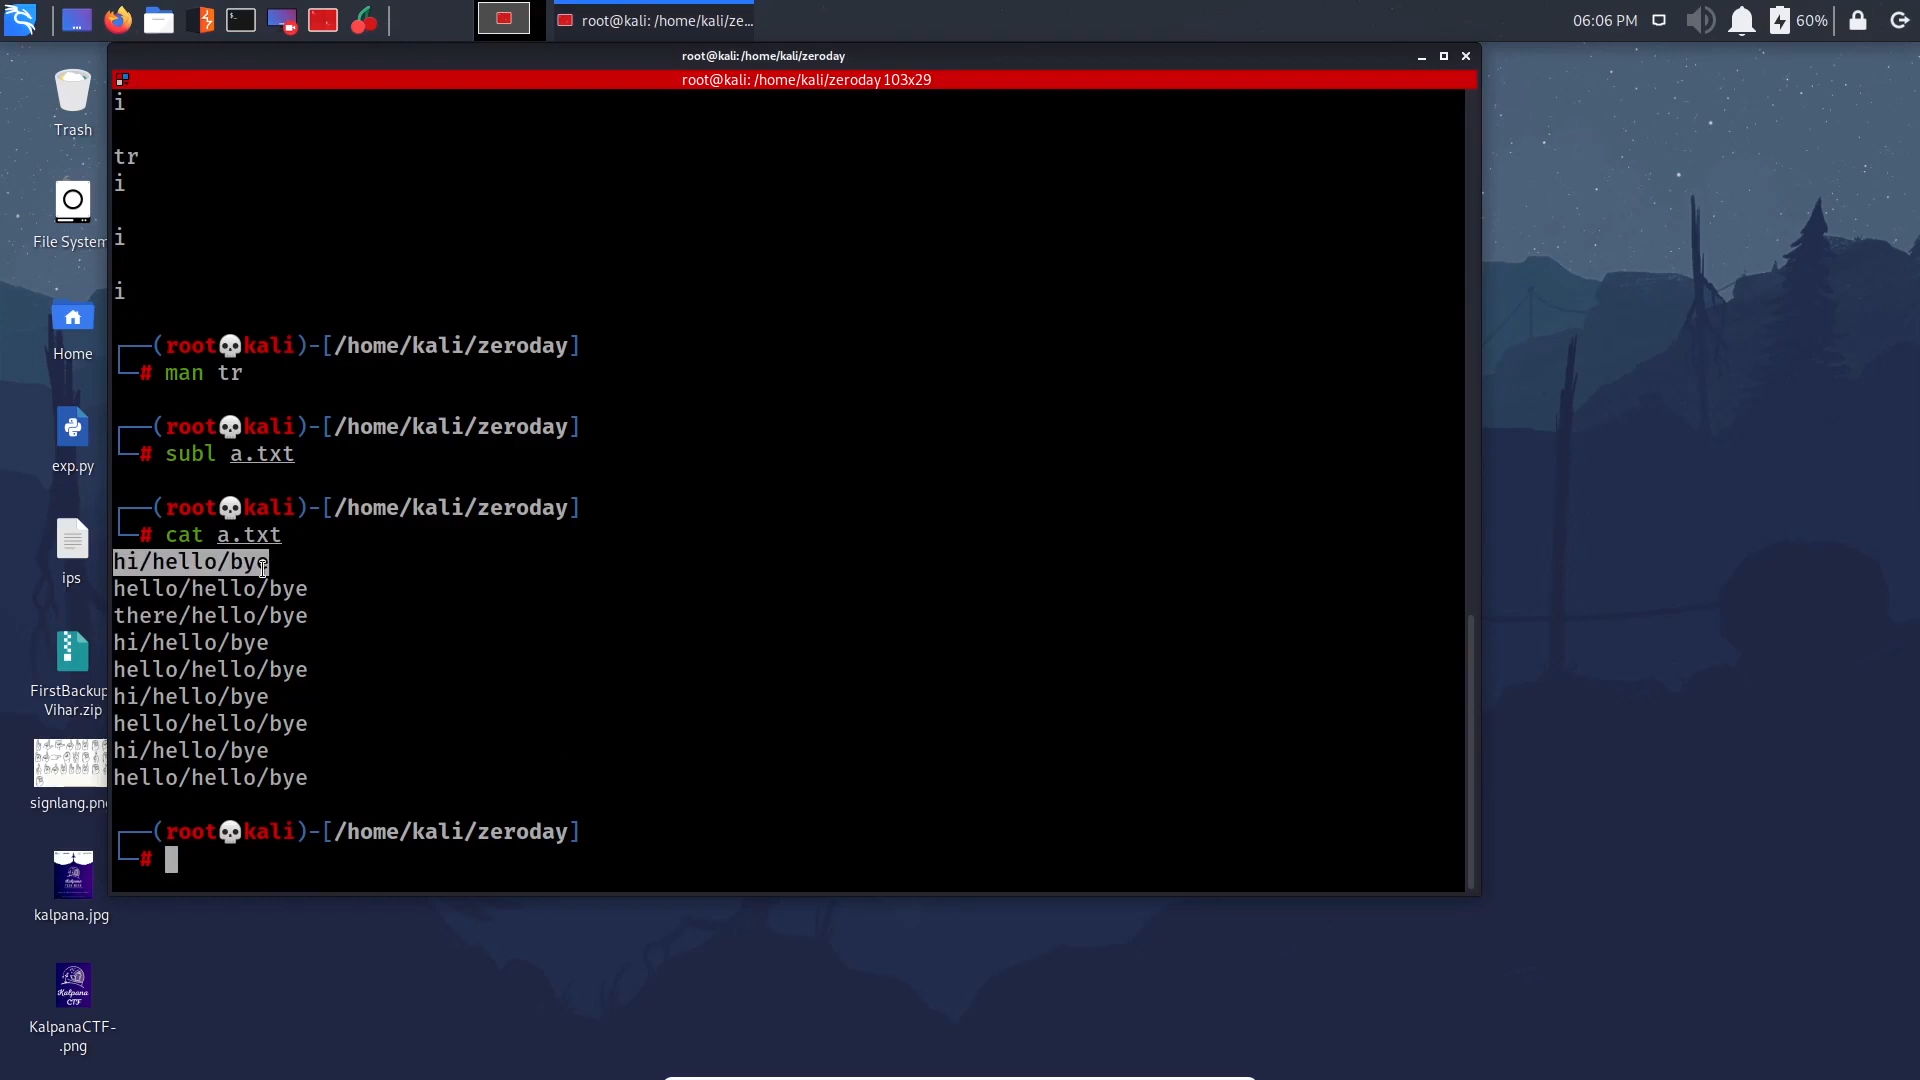 root@kali: /home/kali/ze...
06:06 PM
60%
root@kali:/home/kali/zeroday
root@kali: /home/kali/zeroday 103x29
Trash
File System
Home
exp.py
ips
FirstBackup
Vihar.zip
signlang.pn
kalpana.jpg
Kalpana
CTF
KalpanaCTF-
.png
i
tr
i
i
i
┌──(root💀kali)-[/home/kali/zeroday]
└─# man tr
┌──(root💀kali)-[/home/kali/zeroday]
└─# subl a.txt
┌──(root💀kali)-[/home/kali/zeroday]
└─# cat a.txt
hi/hello/bye
hello/hello/bye
there/hello/bye
hi/hello/bye
hello/hello/bye
hi/hello/bye
hello/hello/bye
hi/hello/bye
hello/hello/bye
┌──(root💀kali)-[/home/kali/zeroday]
└─#